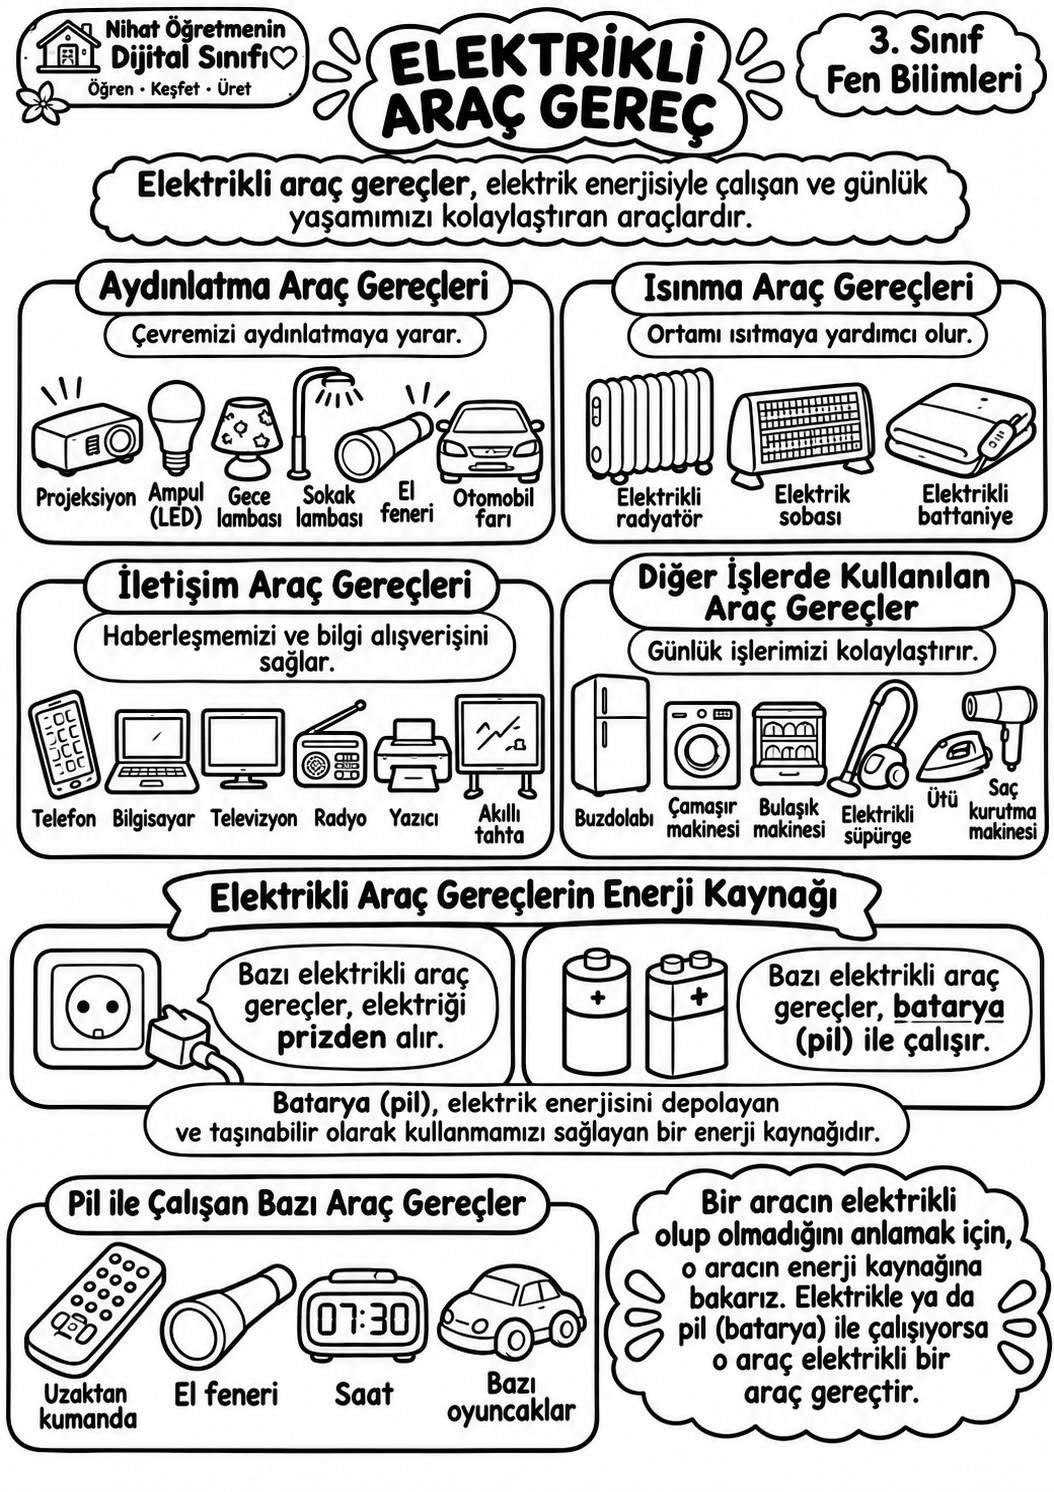 Nihat Öğretmenin
Dijital Sınıfı
Öğren · Keşfet · Üret
ELEKTRİKLİ
ARAÇ GEREÇ
3. Sınıf
Fen Bilimleri
Elektrikli araç gereçler, elektrik enerjisiyle çalışan ve günlük
yaşamımızı kolaylaştıran araçlardır.
Aydınlatma Araç Gereçleri
Çevremizi aydınlatmaya yarar.
Projeksiyon
Ampul
(LED)
Gece
lambası
Sokak
lambası
El
feneri
Otomobil
farı
Isınma Araç Gereçleri
Ortamı ısıtmaya yardımcı olur.
Elektrikli
radyatör
Elektrik
sobası
Elektrikli
battaniye
İletişim Araç Gereçleri
Haberleşmemizi ve bilgi alışverişini
sağlar.
Telefon
Bilgisayar
Televizyon
Radyo
Yazıcı
Akıllı
tahta
Diğer İşlerde Kullanılan
Araç Gereçler
Günlük işlerimizi kolaylaştırır.
Buzdolabı
Çamaşır
makinesi
Bulaşık
makinesi
Elektrikli
süpürge
Ütü
Saç
kurutma
makinesi
Elektrikli Araç Gereçlerin Enerji Kaynağı
Bazı elektrikli araç
gereçler, elektriği
prizden alır.
+
+
Bazı elektrikli araç
gereçler, batarya
(pil) ile çalışır.
Batarya (pil), elektrik enerjisini depolayan
ve taşınabilir olarak kullanmamızı sağlayan bir enerji kaynağıdır.
Pil ile Çalışan Bazı Araç Gereçler
Uzaktan
kumanda
El feneri
07:30
Saat
Bazı
oyuncaklar
Bir aracın elektrikli
olup olmadığını anlamak için,
o aracın enerji kaynağına
bakarız. Elektrikle ya da
pil (batarya) ile çalışıyorsa
o araç elektrikli bir
araç gereçtir.